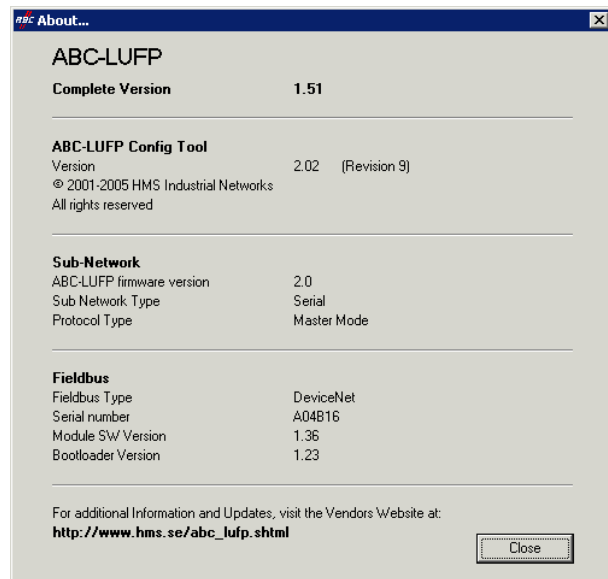 ABC About...
ABC-LUFP
Complete Version 1.51
ABC-LUFP Config Tool
Version 2.02 (Revision 9)
© 2001-2005 HMS Industrial Networks
All rights reserved
Sub-Network
ABC-LUFP firmware version 2.0
Sub Network Type Serial
Protocol Type Master Mode
Fieldbus
Fieldbus Type DeviceNet
Serial number A04B16
Module SW Version 1.36
Bootloader Version 1.23
For additional Information and Updates, visit the Vendors Website at:
http://www.hms.se/abc_lufp.shtml
Close